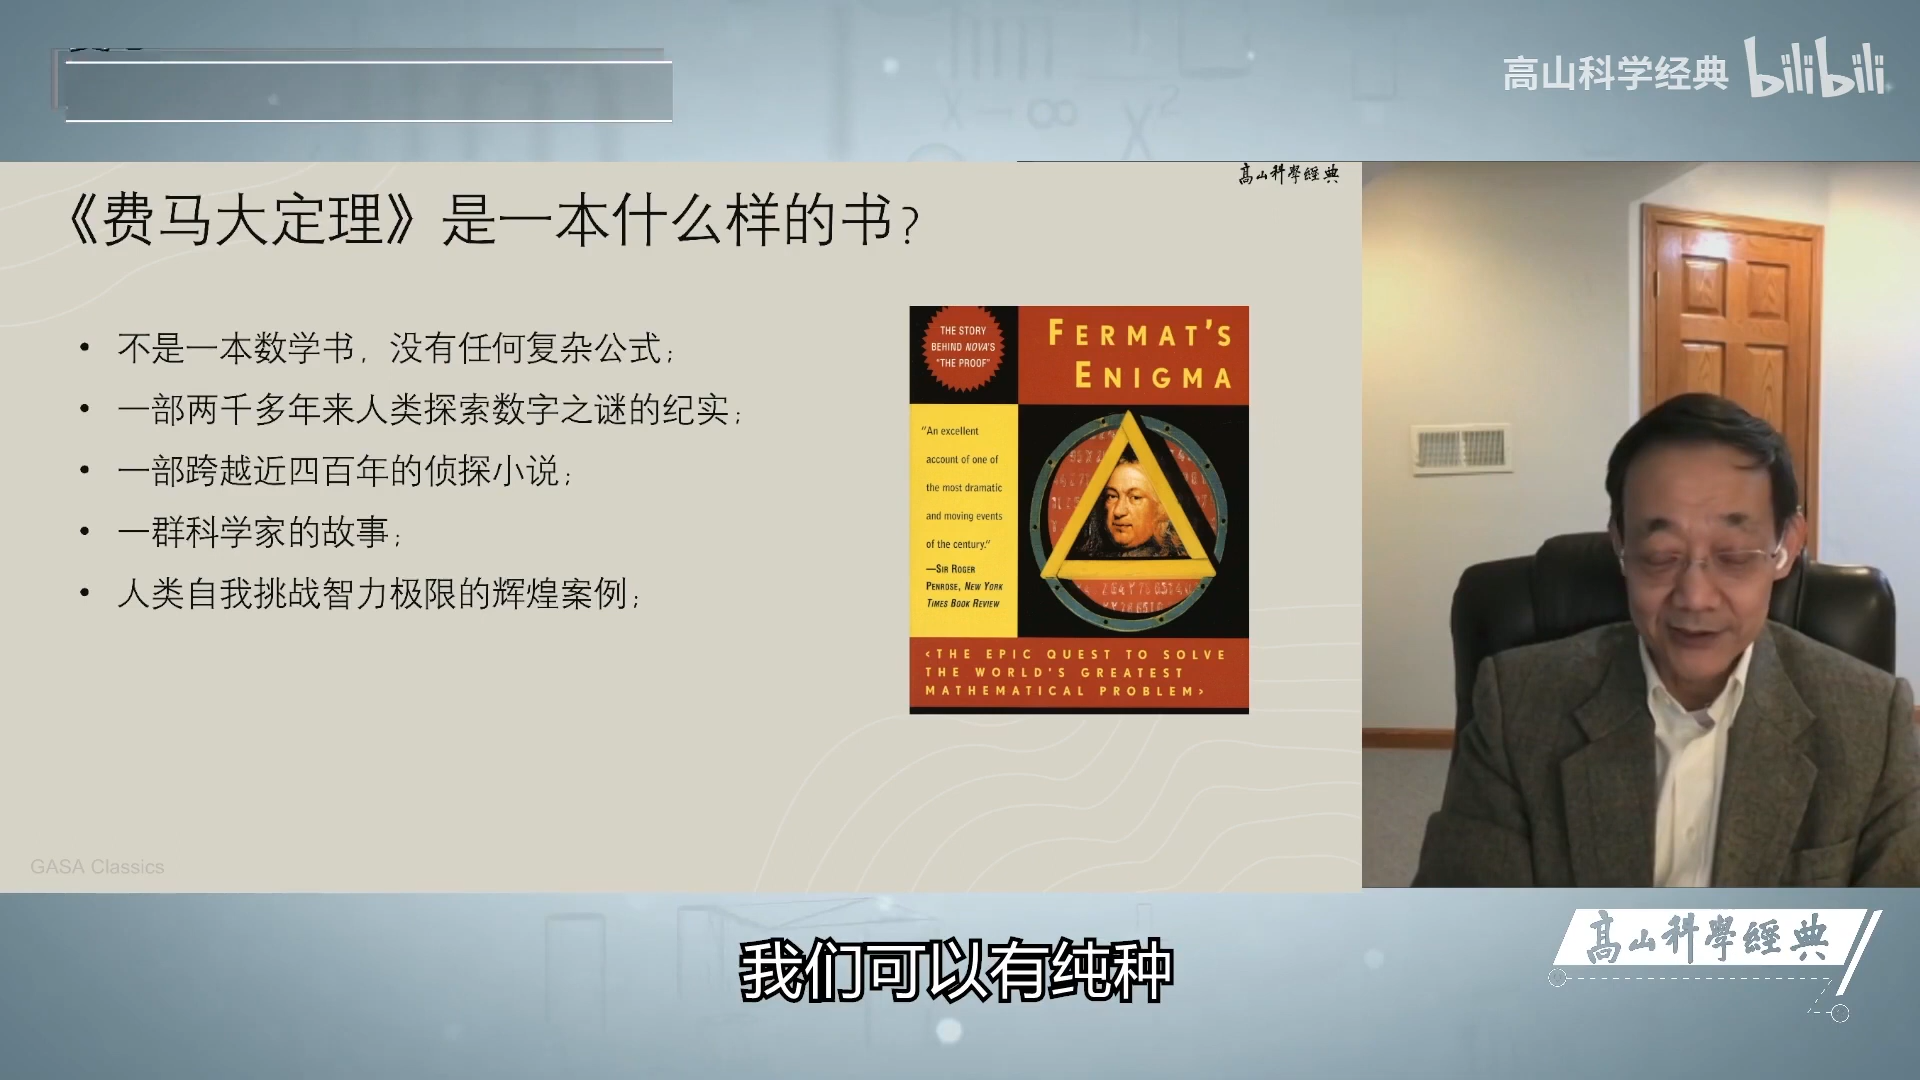 高山科学经典 bilibili
高山科學經典
《费马大定理》是一本什么样的书?
• 不是一本数学书，没有任何复杂公式;
• 一部两千多年来人类探索数字之谜的纪实;
• 一部跨越近四百年的侦探小说;
• 一群科学家的故事;
• 人类自我挑战智力极限的辉煌案例;
THE STORY
BEHIND NOVA'S
"THE PROOF"
FERMAT'S
ENIGMA
"An excellent
account of one of
the most dramatic
and moving events
of the century."
—SIR ROGER
PENROSE, NEW YORK
TIMES BOOK REVIEW
<THE EPIC QUEST TO SOLVE
THE WORLD'S GREATEST
MATHEMATICAL PROBLEM>
GASA Classics
高山科學經典
我们可以有纯种